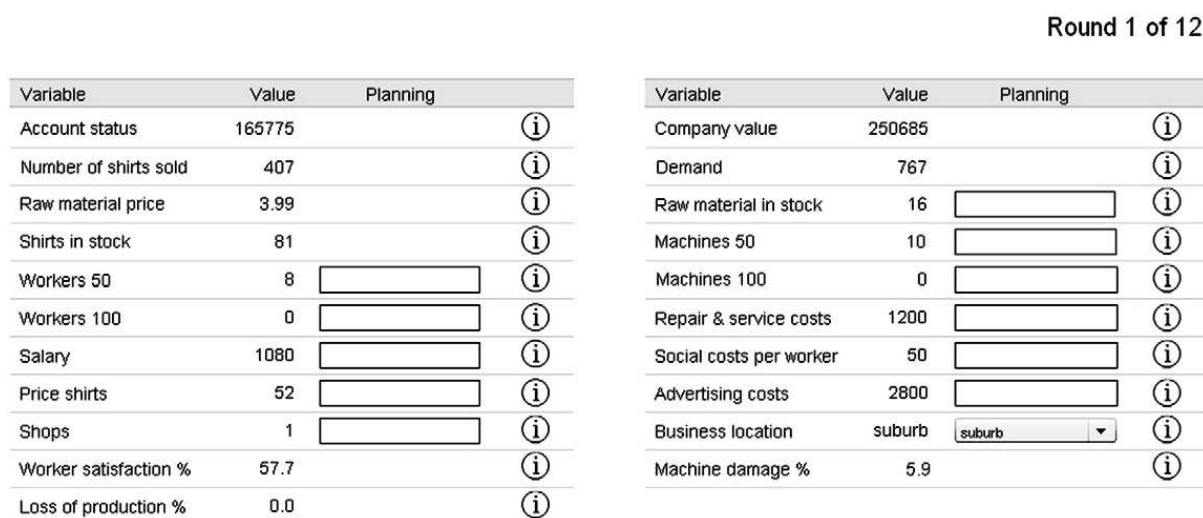 Round 1 of 12
Variable Value Planning
Account status 165775
Number of shirts sold 407
Raw material price 3.99
Shirts in stock 81
Workers 50 8
Workers 100 0
Salary 1080
Price shirts 52
Shops 1
Worker satisfaction % 57.7
Loss of production % 0.0
Variable Value Planning
Company value 250685
Demand 767
Raw material in stock 16
Machines 50 10
Machines 100 0
Repair & service costs 1200
Social costs per worker 50
Advertising costs 2800
Business location suburb suburb
Machine damage % 5.9